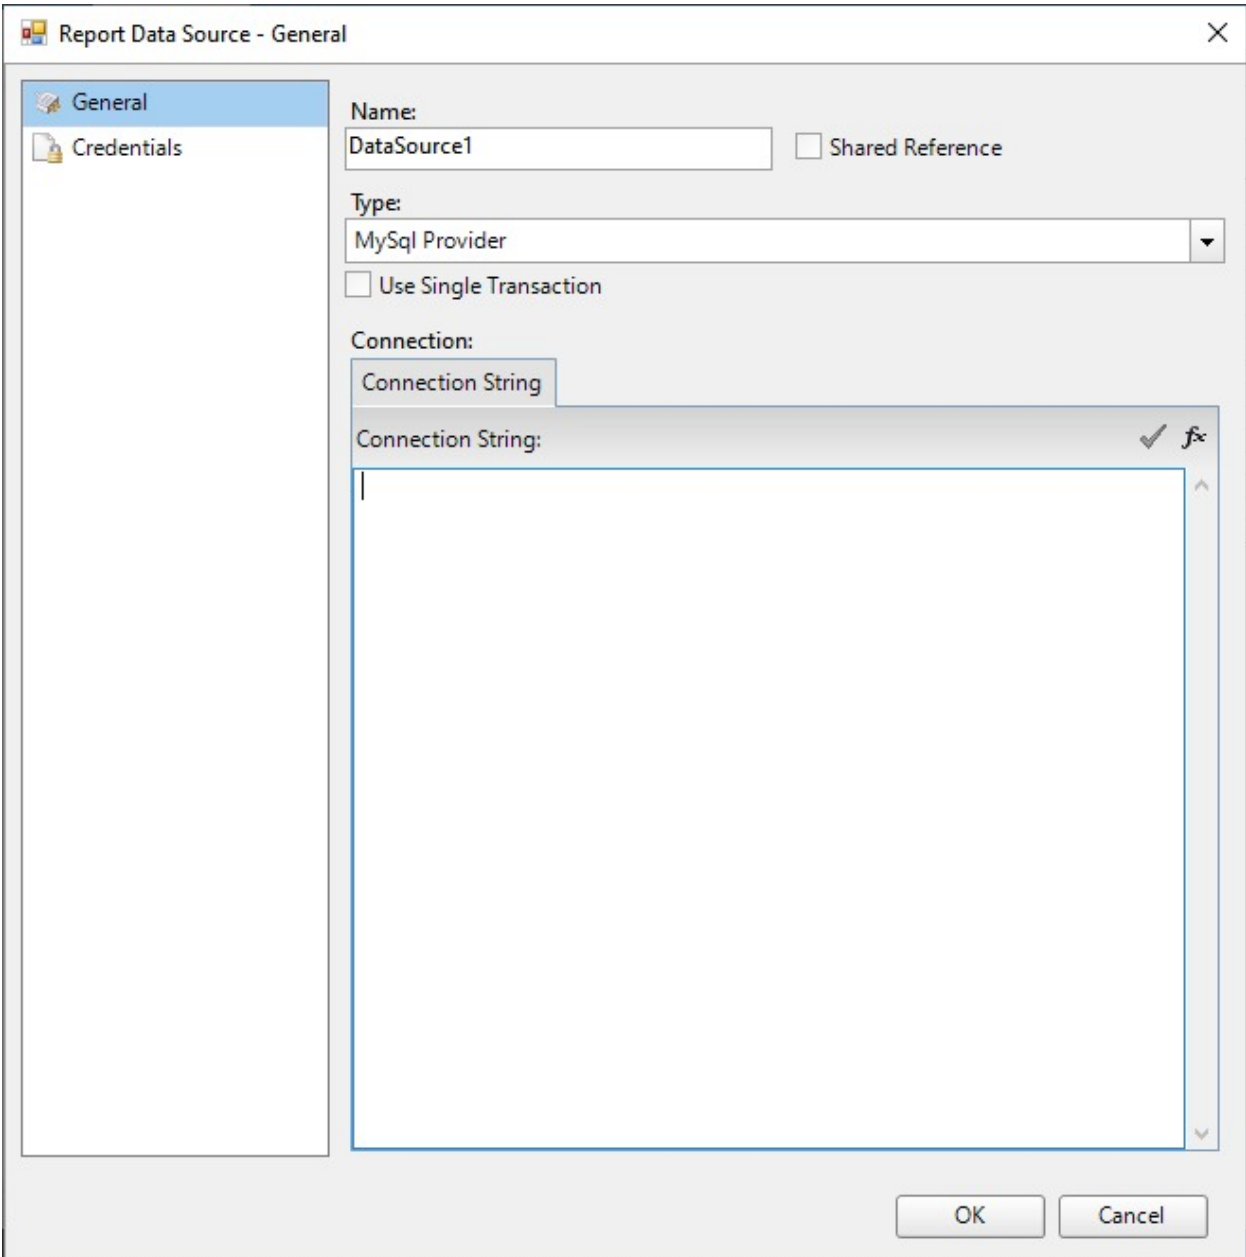 Report Data Source - General
General
Credentials
Name:
DataSource1
Shared Reference
Type:
MySql Provider
Use Single Transaction
Connection:
Connection String
Connection String:
fx
OK
Cancel